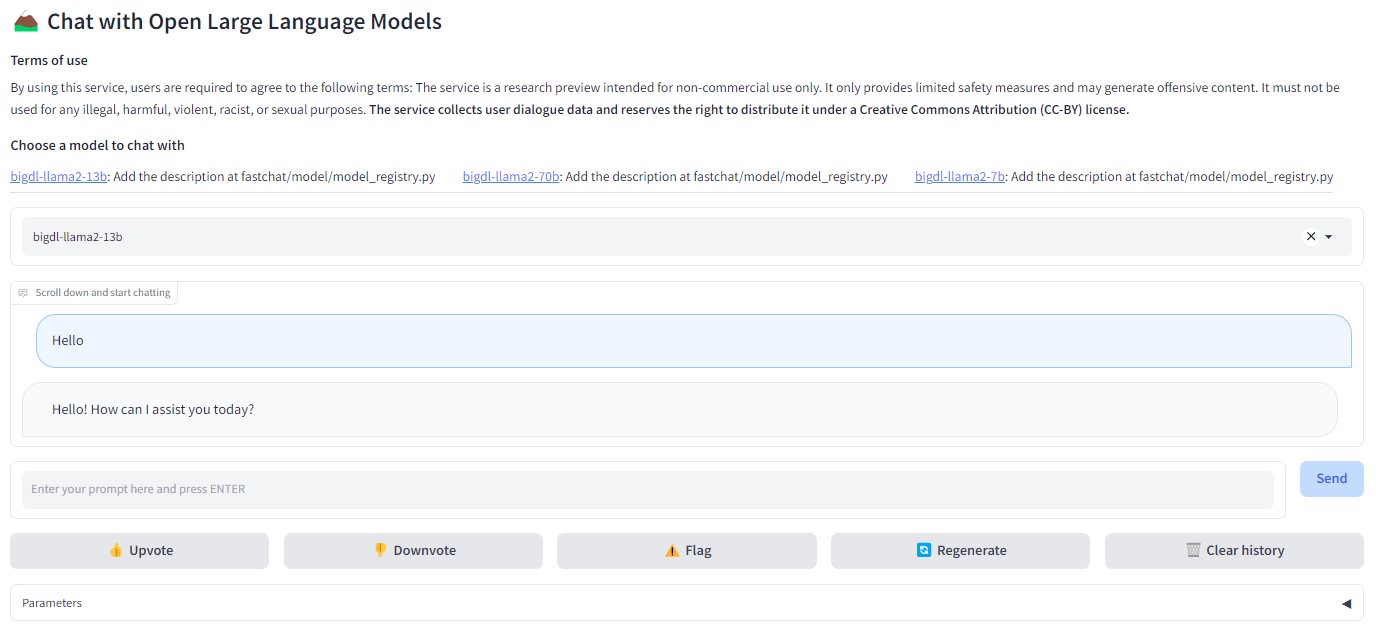 Chat with Open Large Language Models
Terms of use
By using this service, users are required to agree to the following terms: The service is a research preview intended for non-commercial use only. It only provides limited safety measures and may generate offensive content. It must not be
used for any illegal, harmful, violent, racist, or sexual purposes. The service collects user dialogue data and reserves the right to distribute it under a Creative Commons Attribution (CC-BY) license.
Choose a model to chat with
bigdl-llama2-13b: Add the description at fastchat/model/model_registry.py bigdl-llama2-70b: Add the description at fastchat/model/model_registry.py bigdl-llama2-7b: Add the description at fastchat/model/model_registry.py
bigdl-llama2-13b
Scroll down and start chatting
Hello
Hello! How can I assist you today?
Enter your prompt here and press ENTER
Send
Upvote Downvote Flag Regenerate Clear history
Parameters